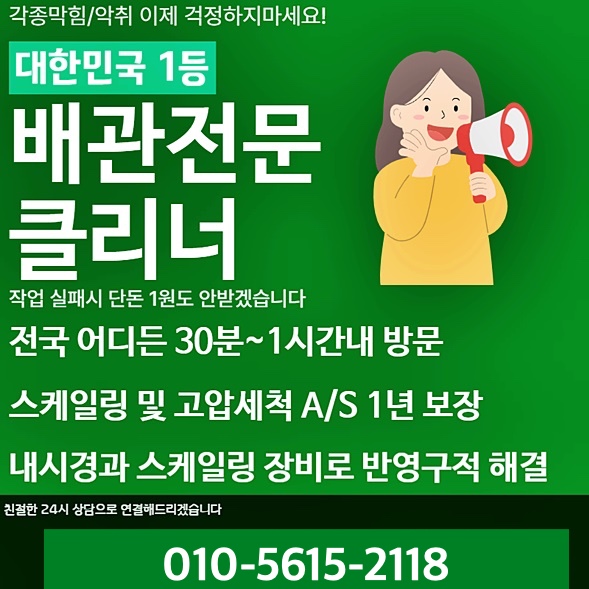 각종막힘/악취 이제 걱정하지마세요!
대한민국 1등
배관전문
클리너
작업 실패시 단돈 1원도 안받겠습니다
전국 어디든 30분~1시간내 방문
스케일링 및 고압세척 A/S 1년 보장
내시경과 스케일링 장비로 반영구적 해결
친절한 24시 상담으로 연결해드리겠습니다
010-5615-2118